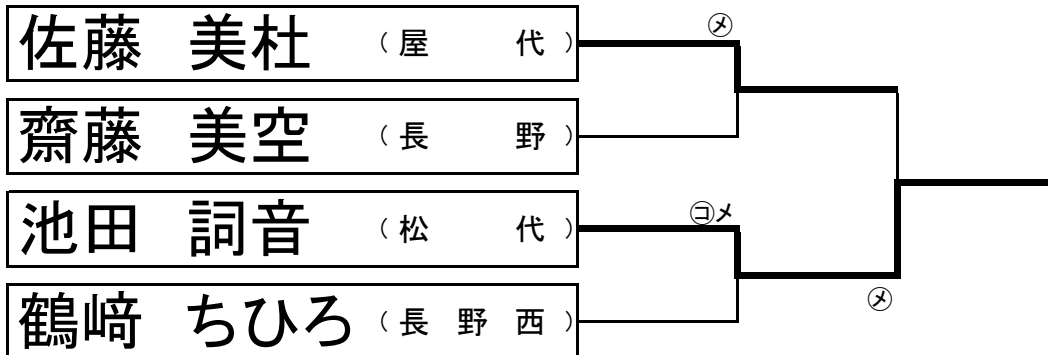 ㋱
佐藤 美杜 （屋 代）
齋藤 美空 （長 野）
㋙メ
池田 詞音 （松 代）
㋱
鶴﨑 ちひろ （長野西）